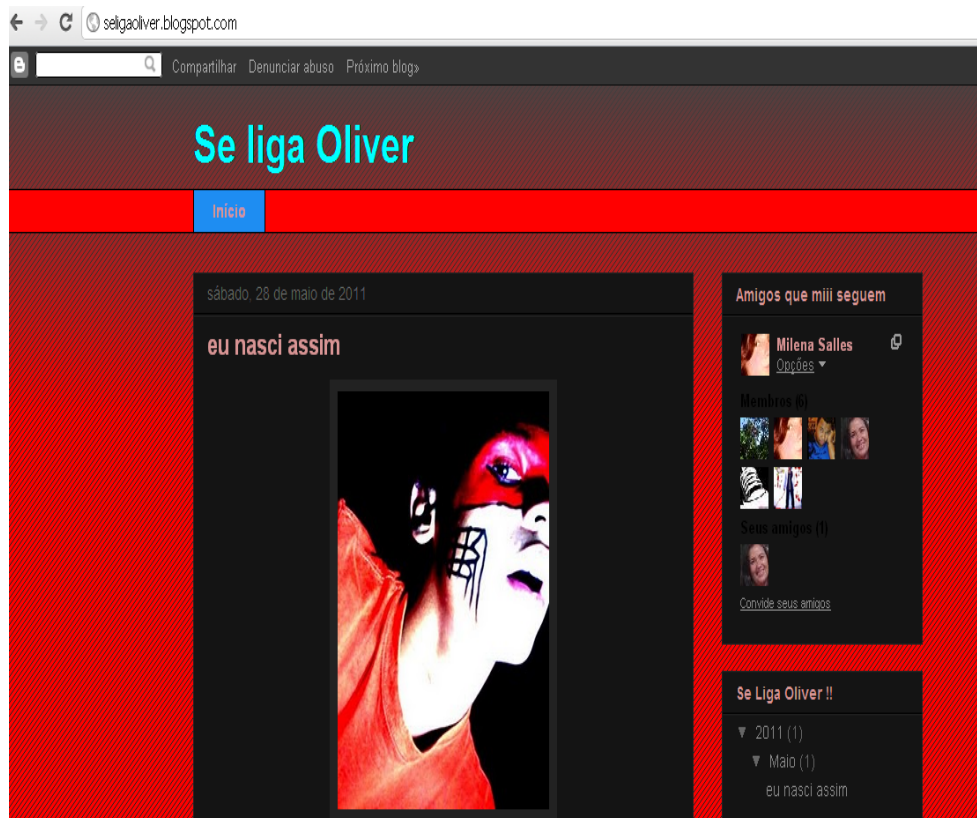 seligaoliver.blogspot.com
Compartilhar Denunciar abuso Próximo blog»
Se liga Oliver
Início
sábado, 28 de maio de 2011
eu nasci assim
Amigos que miii seguem
Milena Salles
Opções ▼
Membros (6)
Seus amigos (1)
Convide seus amigos
Se Liga Oliver !!
▼ 2011 (1)
▼ Maio (1)
eu nasci assim